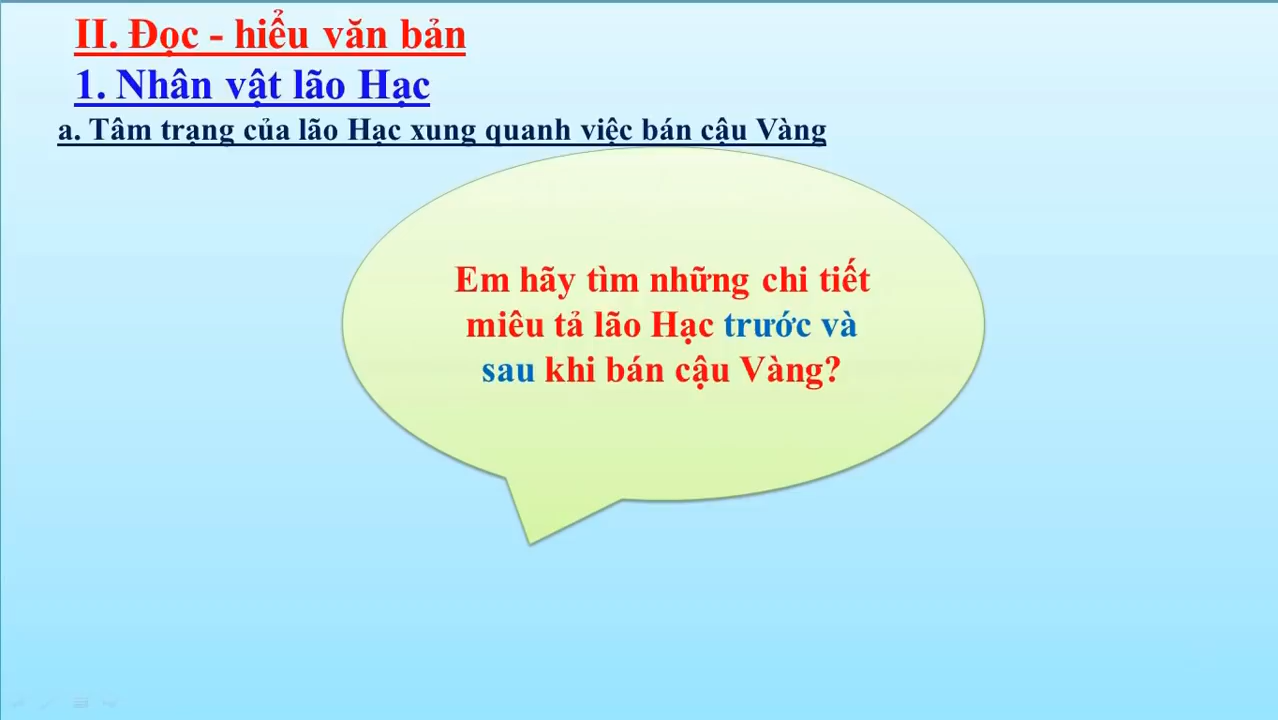 II. Đọc - hiểu văn bản
1. Nhân vật lão Hạc
a. Tâm trạng của lão Hạc xung quanh việc bán cậu Vàng
Em hãy tìm những chi tiết
miêu tả lão Hạc trước và
sau khi bán cậu Vàng?